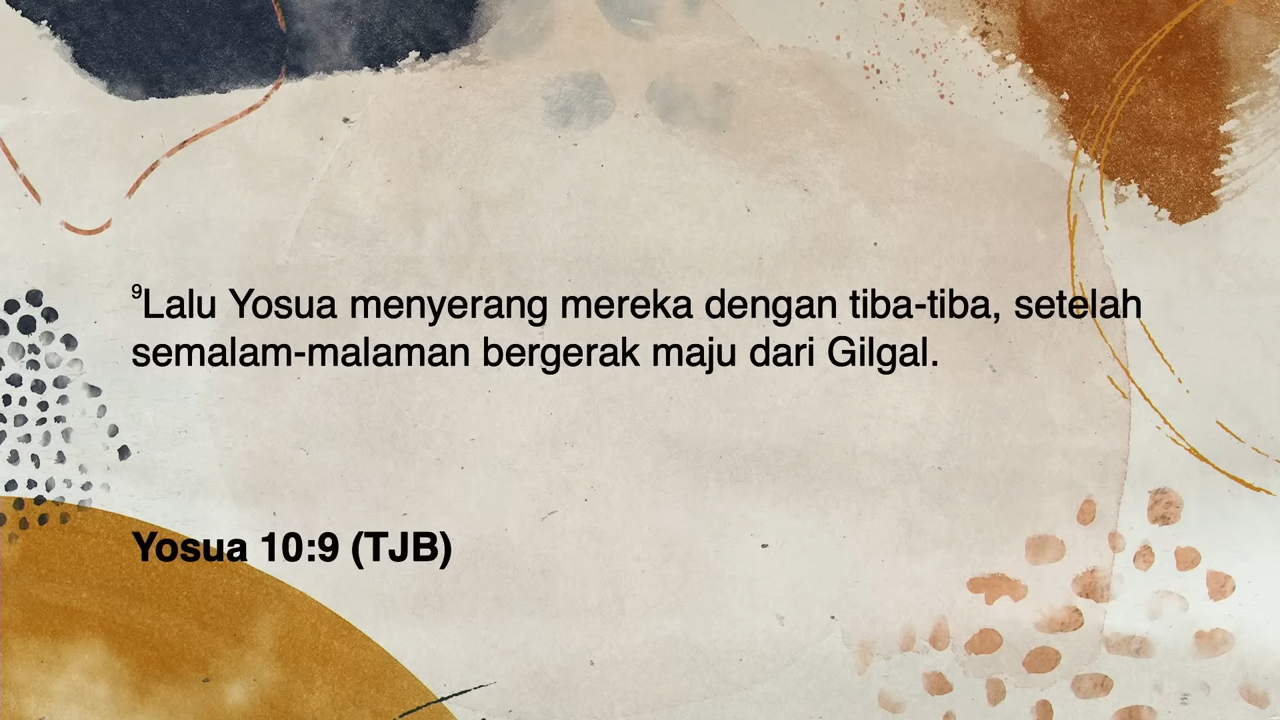 ⁹Lalu Yosua menyerang mereka dengan tiba-tiba, setelah
semalam-malaman bergerak maju dari Gilgal.
Yosua 10:9 (TJB)